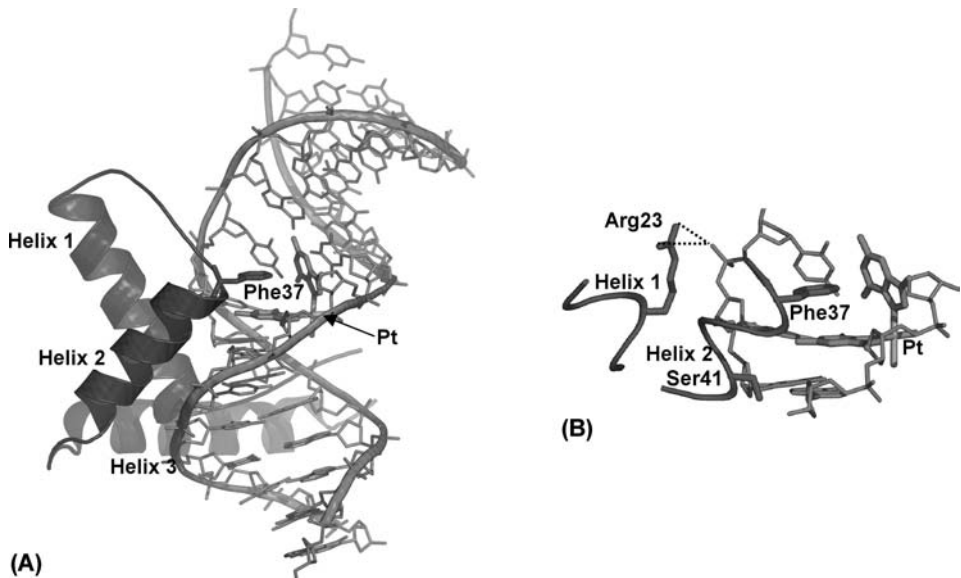 Helix 1
Phe37
Pt
Helix 2
Helix 3
(A)
Arg23
Helix 1
Phe37
Helix 2
Pt
Ser41
(B)